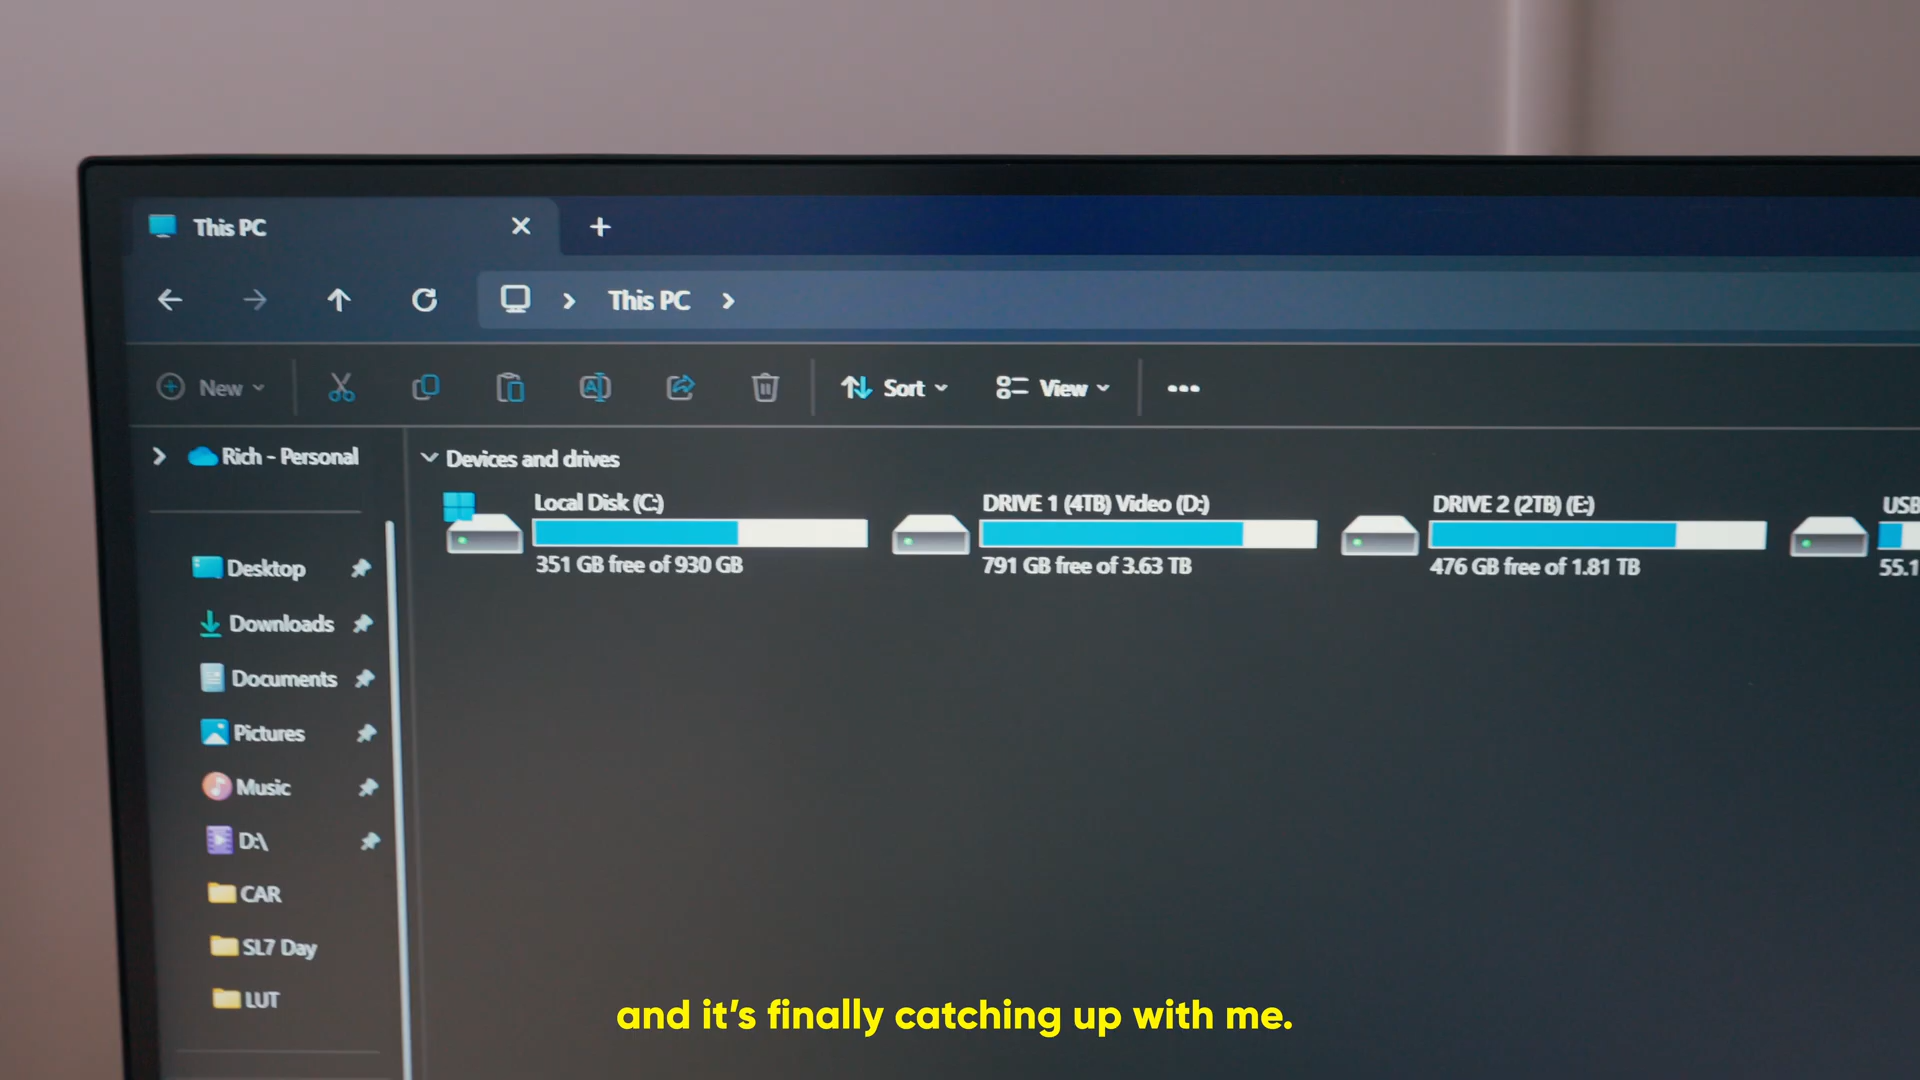 This PC
This PC
New
Sort
View
Rich - Personal
Desktop
Downloads
Documents
Pictures
Music
D:\
CAR
SL7 Day
LUT
Devices and drives
Local Disk (C:)
351 GB free of 930 GB
DRIVE 1 (4TB) Video (D:)
791 GB free of 3.63 TB
DRIVE 2 (2TB) (E:)
476 GB free of 1.81 TB
USB
55.1
and it's finally catching up with me.